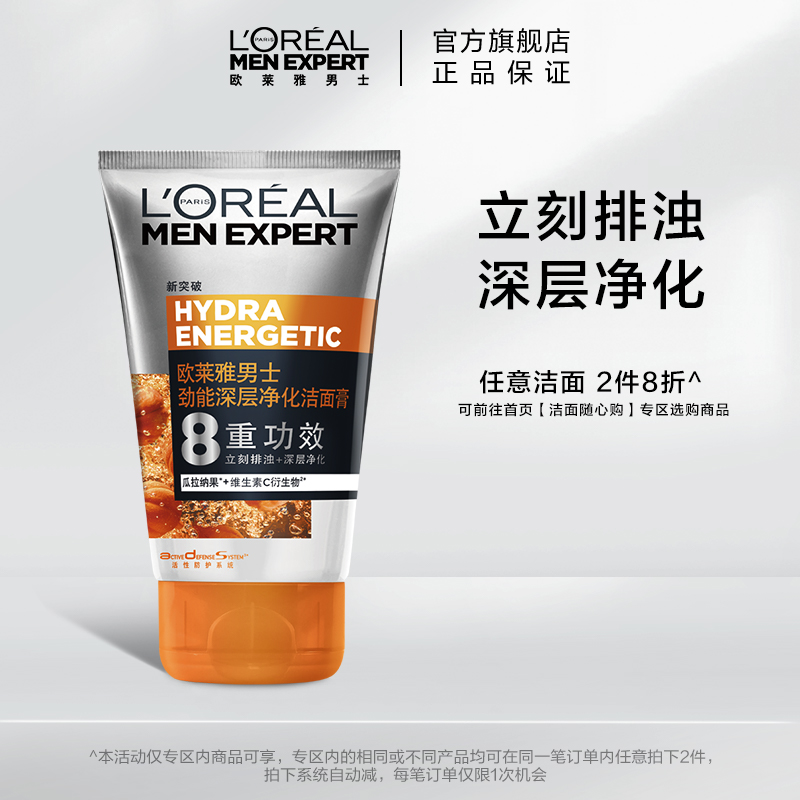 L'ORÉAL
PARIS
MEN EXPERT
欧莱雅男士
官方旗舰店
正品保证
L'ORÉAL
PARIS
MEN EXPERT
新突破
HYDRA
ENERGETIC
欧莱雅男士
劲能深层净化洁面膏
8重功效
立刻排浊+深层净化
瓜拉纳果*+维生素C衍生物²*
ACTIVE DEFENSE SYSTEM™
活性防护系统
立刻排浊
深层净化
任意洁面 2件8折^
可前往首页【洁面随心购】专区选购商品
^本活动仅专区内商品可享，专区内的相同或不同产品均可在同一笔订单内任意拍下2件，
拍下系统自动减，每笔订单仅限1次机会